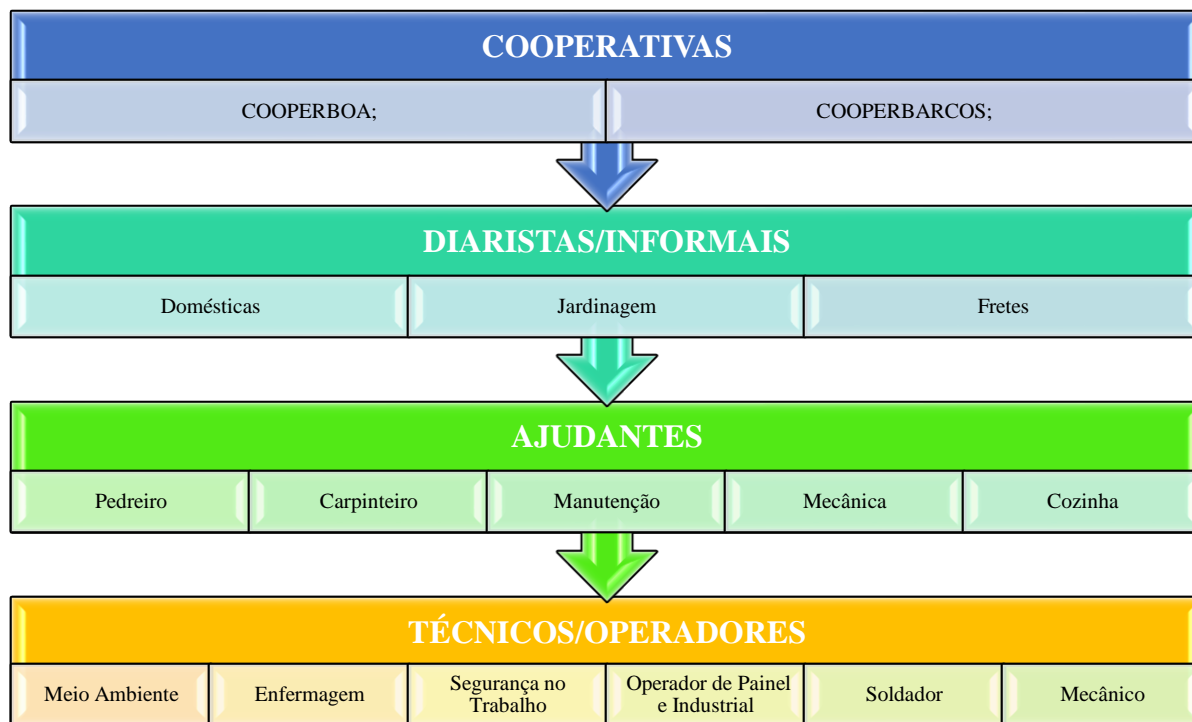 COOPERATIVAS
COOPERBOA;
COOPERBARCOS;
DIARISTAS/INFORMAIS
Domésticas
Jardinagem
Fretes
AJUDANTES
Pedreiro
Carpinteiro
Manutenção
Mecânica
Cozinha
TÉCNICOS/OPERADORES
Meio Ambiente
Enfermagem
Segurança no
Trabalho
Operador de Painel
e Industrial
Soldador
Mecânico